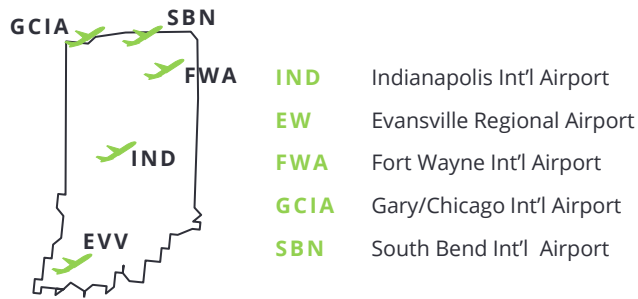 GCIA
SBN
FWA
IND
EVV
IND Indianapolis Int'l Airport
EW Evansville Regional Airport
FWA Fort Wayne Int'l Airport
GCIA Gary/Chicago Int'l Airport
SBN South Bend Int'l Airport